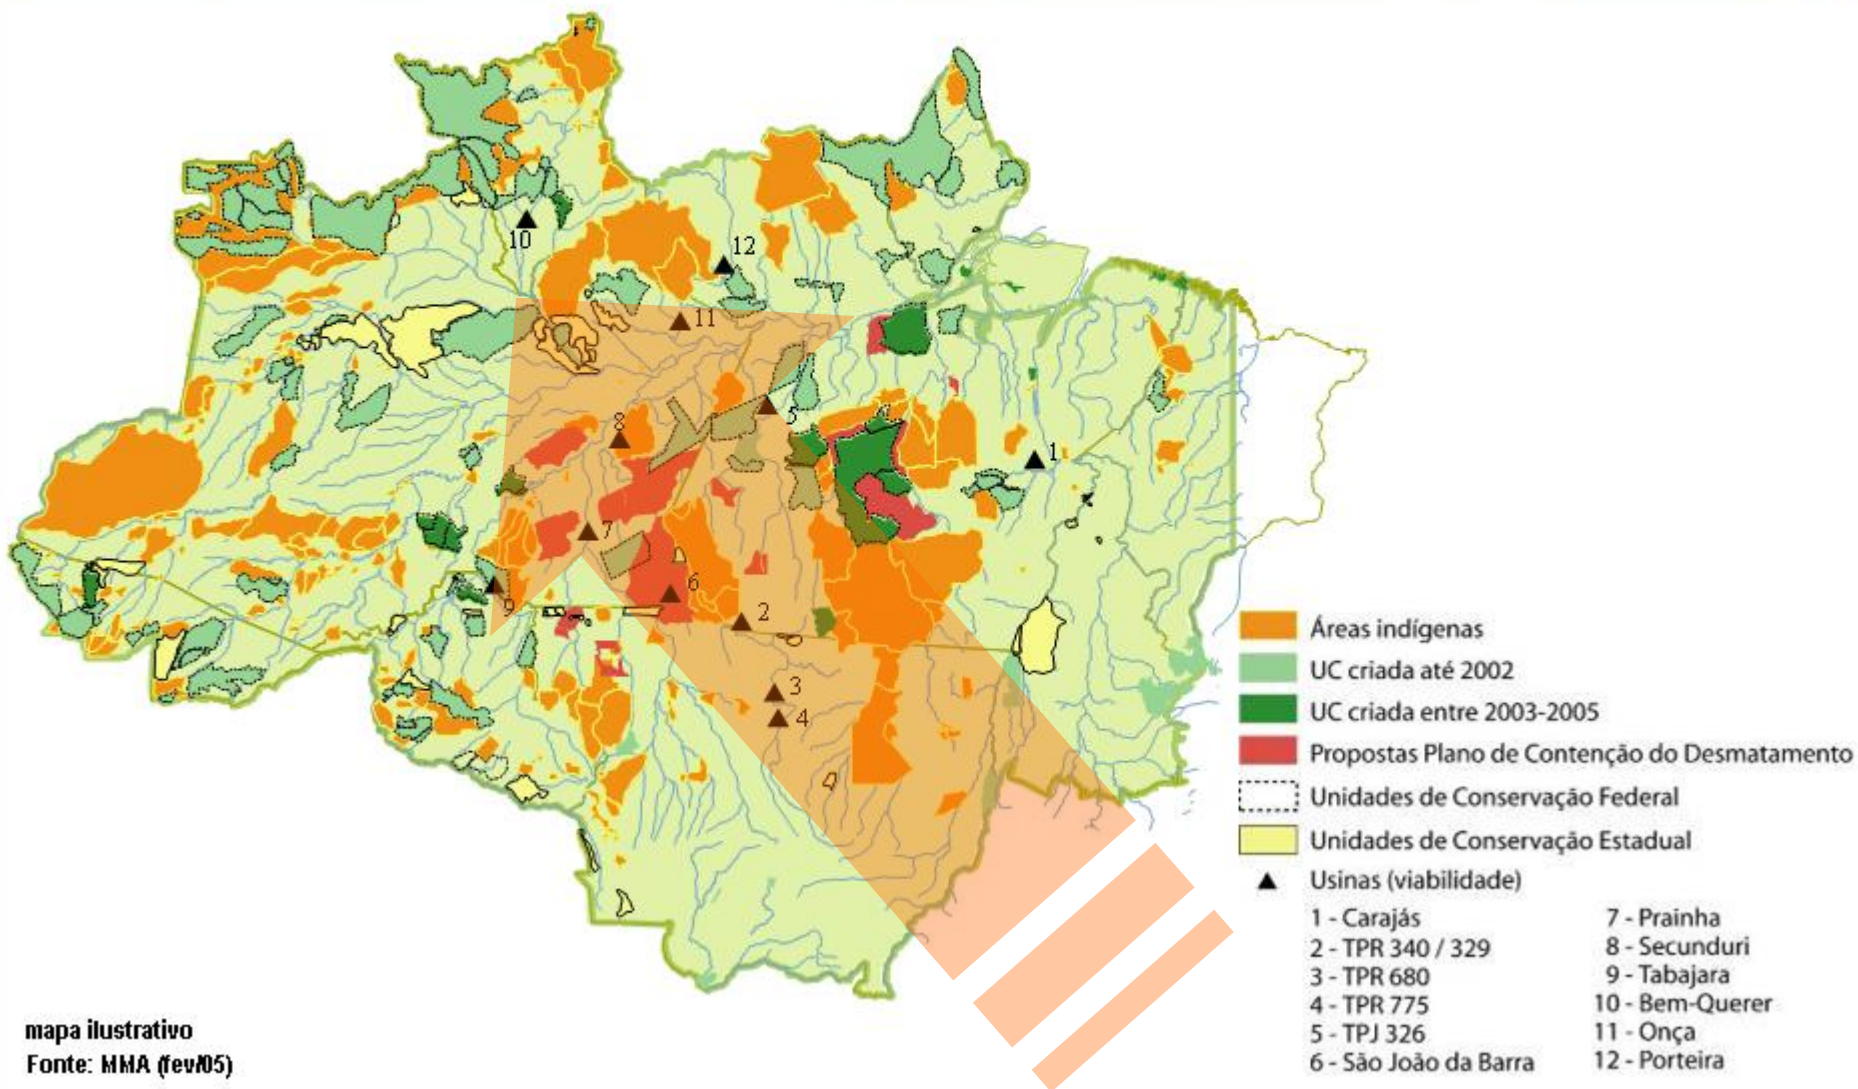 10
12
11
8
5
1
7
6
9
2
3
4
Áreas indígenas
UC criada até 2002
UC criada entre 2003-2005
Propostas Plano de Contenção do Desmatamento
Unidades de Conservação Federal
Unidades de Conservação Estadual
Usinas (viabilidade)
1 - Carajás
2 - TPR 340 / 329
3 - TPR 680
4 - TPR 775
5 - TPJ 326
6 - São João da Barra
7 - Prainha
8 - Secunduri
9 - Tabajara
10 - Bem-Querer
11 - Onça
12 - Porteira
mapa ilustrativo
Fonte: MMA (fev/05)